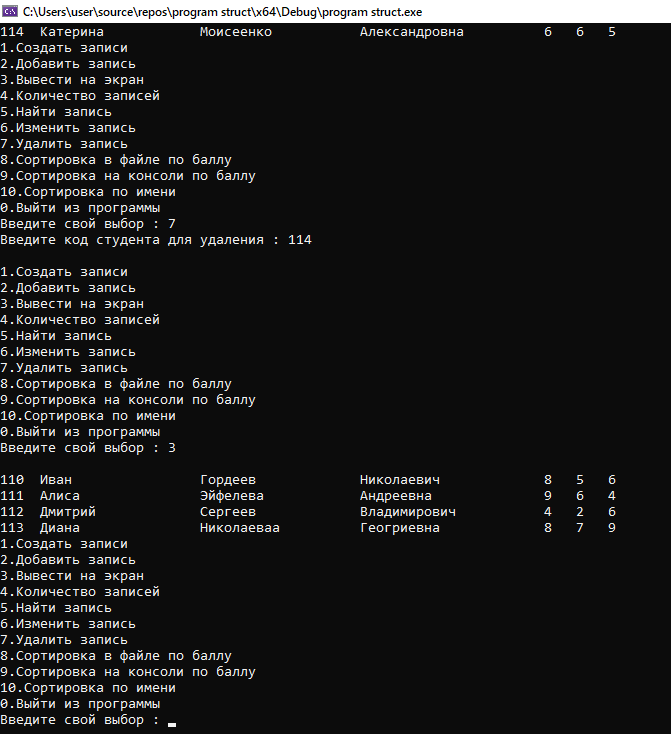 C:\Users\user\source\repos\program struct\x64\Debug\program struct.exe
114 Катерина Моисеенко Александровна 6 6 5
1.Создать записи
2.Добавить запись
3.Вывести на экран
4.Количество записей
5.Найти запись
6.Изменить запись
7.Удалить запись
8.Сортировка в файле по баллу
9.Сортировка на консоли по баллу
10.Сортировка по имени
0.Выйти из программы
Введите свой выбор : 7
Введите код студента для удаления : 114
1.Создать записи
2.Добавить запись
3.Вывести на экран
4.Количество записей
5.Найти запись
6.Изменить запись
7.Удалить запись
8.Сортировка в файле по баллу
9.Сортировка на консоли по баллу
10.Сортировка по имени
0.Выйти из программы
Введите свой выбор : 3
110 Иван Гордеев Николаевич 8 5 6
111 Алиса Эйфелева Андреевна 9 6 4
112 Дмитрий Сергеев Владимирович 4 2 6
113 Диана Николаеваа Геогриевна 8 7 9
1.Создать записи
2.Добавить запись
3.Вывести на экран
4.Количество записей
5.Найти запись
6.Изменить запись
7.Удалить запись
8.Сортировка в файле по баллу
9.Сортировка на консоли по баллу
10.Сортировка по имени
0.Выйти из программы
Введите свой выбор :